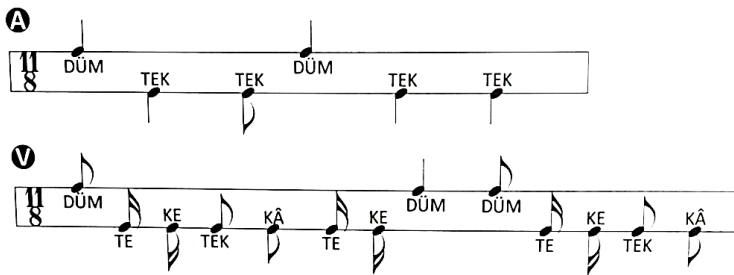 A
11 8 DÜM TEK TEK DÜM TEK TEK
V
11 8 DÜM TE KE TEK KÂ TE KE DÜM DÜM TE KE TEK KÂ